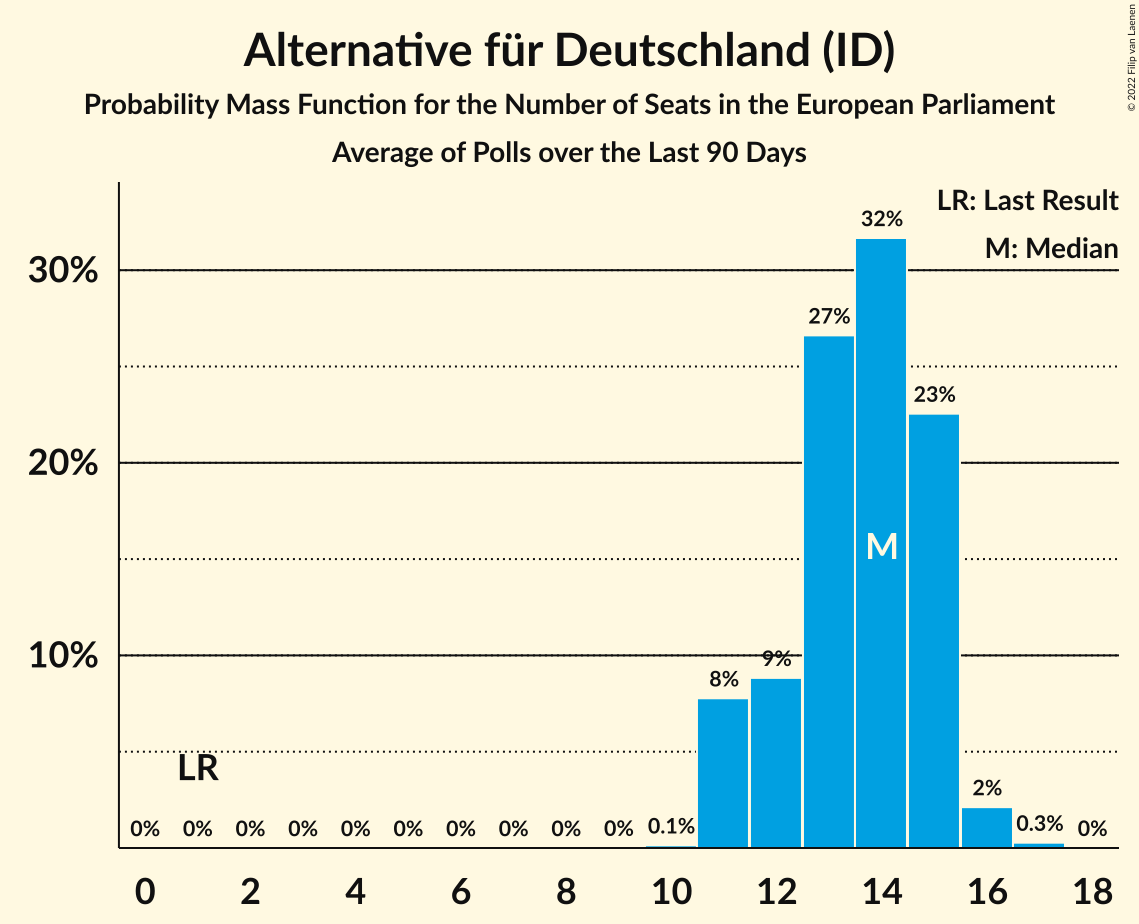 Alternative für Deutschland (ID)
Probability Mass Function for the Number of Seats in the European Parliament
Average of Polls over the Last 90 Days
© 2022 Filip van Laenen
LR: Last Result
M: Median
30%
20%
10%
LR
M
0% 0% 0% 0% 0% 0% 0% 0% 0% 0% 0.1% 8% 9% 27% 32% 23% 2% 0.3% 0%
0 2 4 6 8 10 12 14 16 18